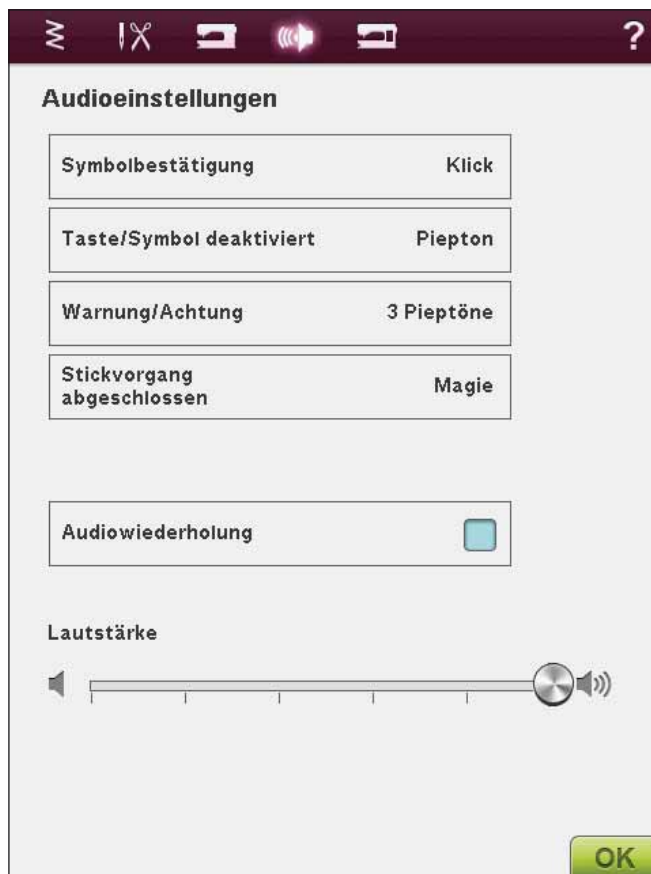 ?
Audioeinstellungen
Symbolbestätigung Klick
Taste/Symbol deaktiviert Piepton
Warnung/Achtung 3 Pieptöne
Stickvorgang
abgeschlossen Magie
Audiowiederholung
Lautstärke
OK